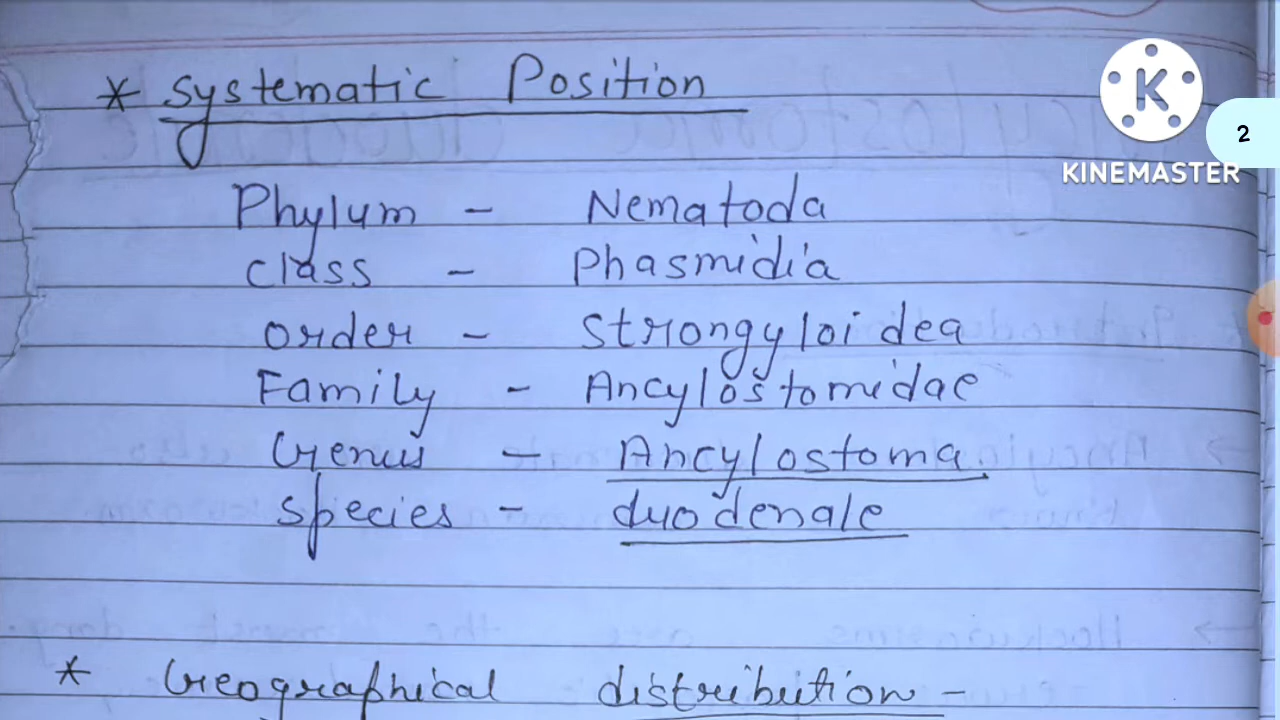 * Systematic Position
Phylum - Nematoda
Class - Phasmidia
Order - Strongyloidea
Family - Ancylostomidae
Genus - Ancylostoma.
Species - duodenale
* Geographical distribution -
K
KINEMASTER
2